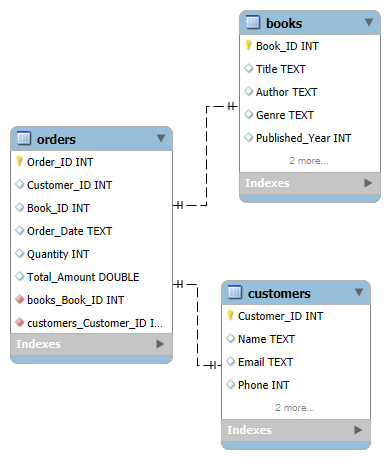 books
Book_ID INT
Title TEXT
Author TEXT
Genre TEXT
Published_Year INT
2 more...
Indexes
orders
Order_ID INT
Customer_ID INT
Book_ID INT
Order_Date TEXT
Quantity INT
Total_Amount DOUBLE
books_Book_ID INT
customers_Customer_ID I...
Indexes
customers
Customer_ID INT
Name TEXT
Email TEXT
Phone INT
2 more...
Indexes